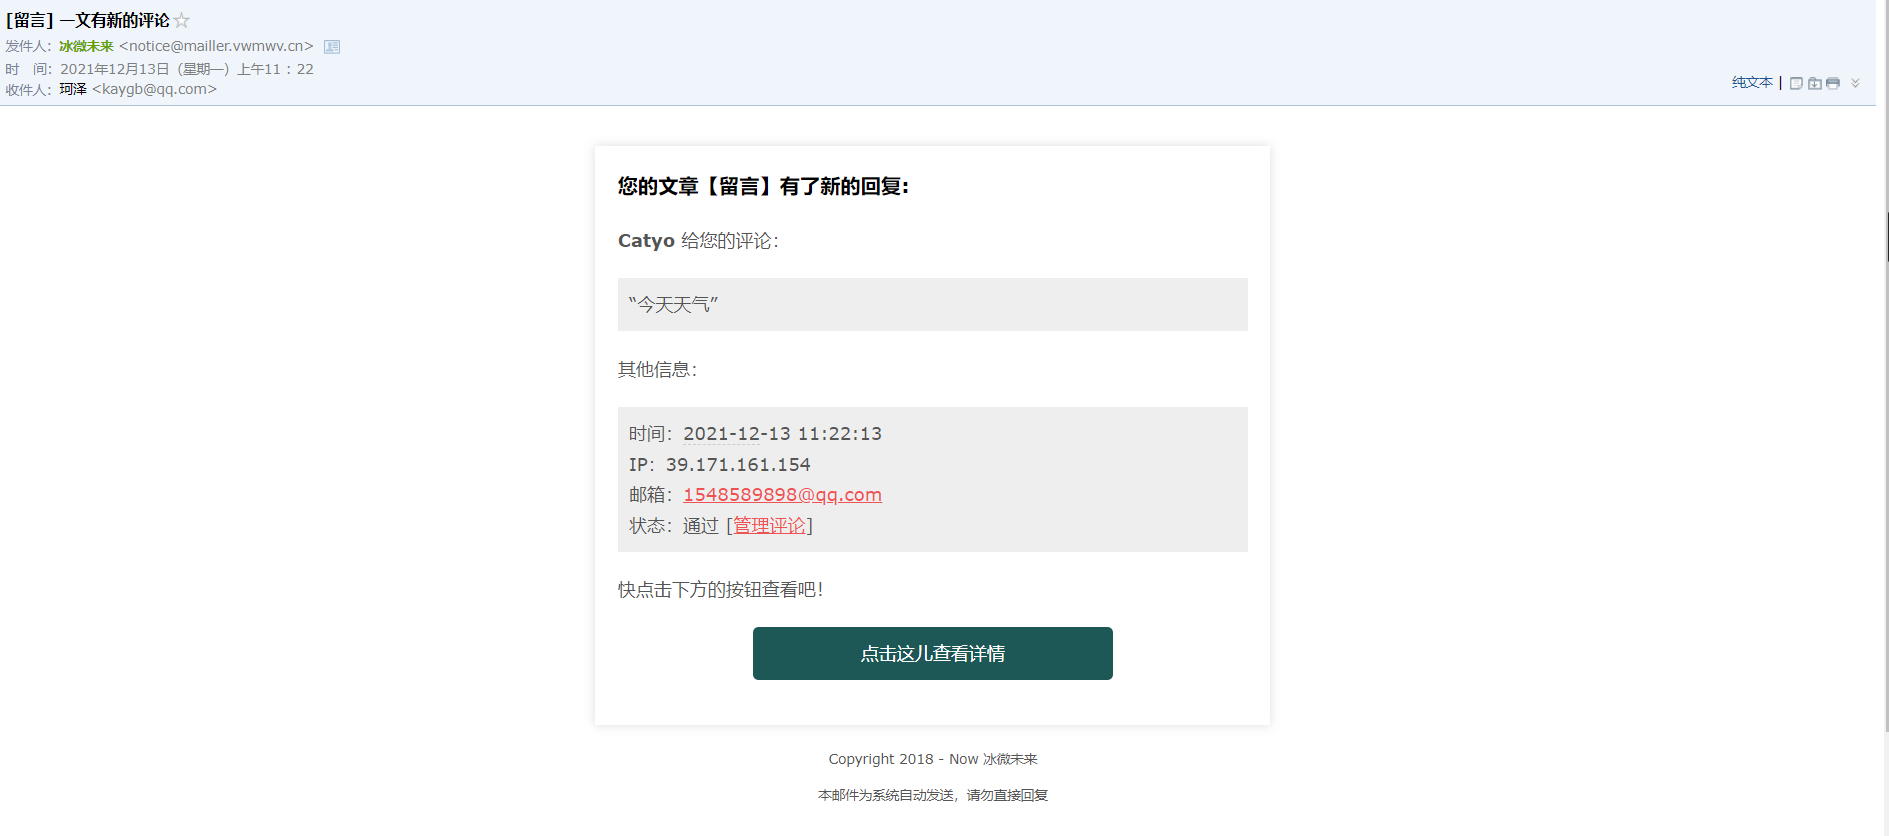 [留言] 一文有新的评论
发件人：冰微未来 <notice@mailler.vwmwv.cn>
时 间：2021年12月13日（星期一）上午11：22
收件人：珂泽 <kaygb@qq.com>
纯文本 |
您的文章【留言】有了新的回复:
Catyo 给您的评论：
“今天天气”
其他信息：
时间：2021-12-13 11:22:13
IP：39.171.161.154
邮箱：1548589898@qq.com
状态：通过 [管理评论]
快点击下方的按钮查看吧！
点击这儿查看详情
Copyright 2018 - Now 冰微未来
本邮件为系统自动发送，请勿直接回复